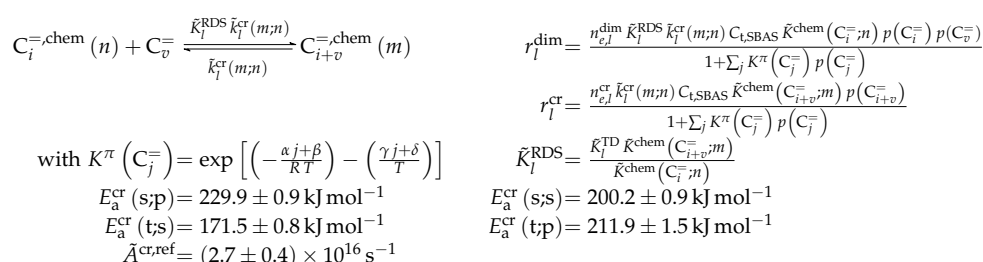 C_i^{=,chem} (n) + C_v^= ⇌ C_{i+v}^{=,chem} (m)   [K̃_l^{RDS} k̃_l^{cr}(m;n) / k̃_l^{cr}(m;n)]
r_l^{dim} = \frac{n_{e,l}^{dim} K̃_l^{RDS} k̃_l^{cr}(m;n) C_{t,SBAS} K̃^{chem}(C_i^=;n) p(C_i^=) p(C_v^=)}{1+∑_j K^π(C_j^=) p(C_j^=)}
r_l^{cr} = \frac{n_{e,l}^{cr} k̃_l^{cr}(m;n) C_{t,SBAS} K̃^{chem}(C_{i+v}^=;m) p(C_{i+v}^=)}{1+∑_j K^π(C_j^=) p(C_j^=)}
with K^π (C_j^=) = exp [(−\frac{α j+β}{R T}) − (\frac{γ j+δ}{T})]
K̃_l^{RDS} = \frac{K̃_l^{TD} K̃^{chem}(C_{i+v}^=;m)}{K̃^{chem}(C_i^=;n)}
E_a^{cr} (s;p) = 229.9 ± 0.9 kJ mol^{−1}
E_a^{cr} (s;s) = 200.2 ± 0.9 kJ mol^{−1}
E_a^{cr} (t;s) = 171.5 ± 0.8 kJ mol^{−1}
E_a^{cr} (t;p) = 211.9 ± 1.5 kJ mol^{−1}
Ã^{cr,ref} = (2.7 ± 0.4) × 10^{16} s^{−1}